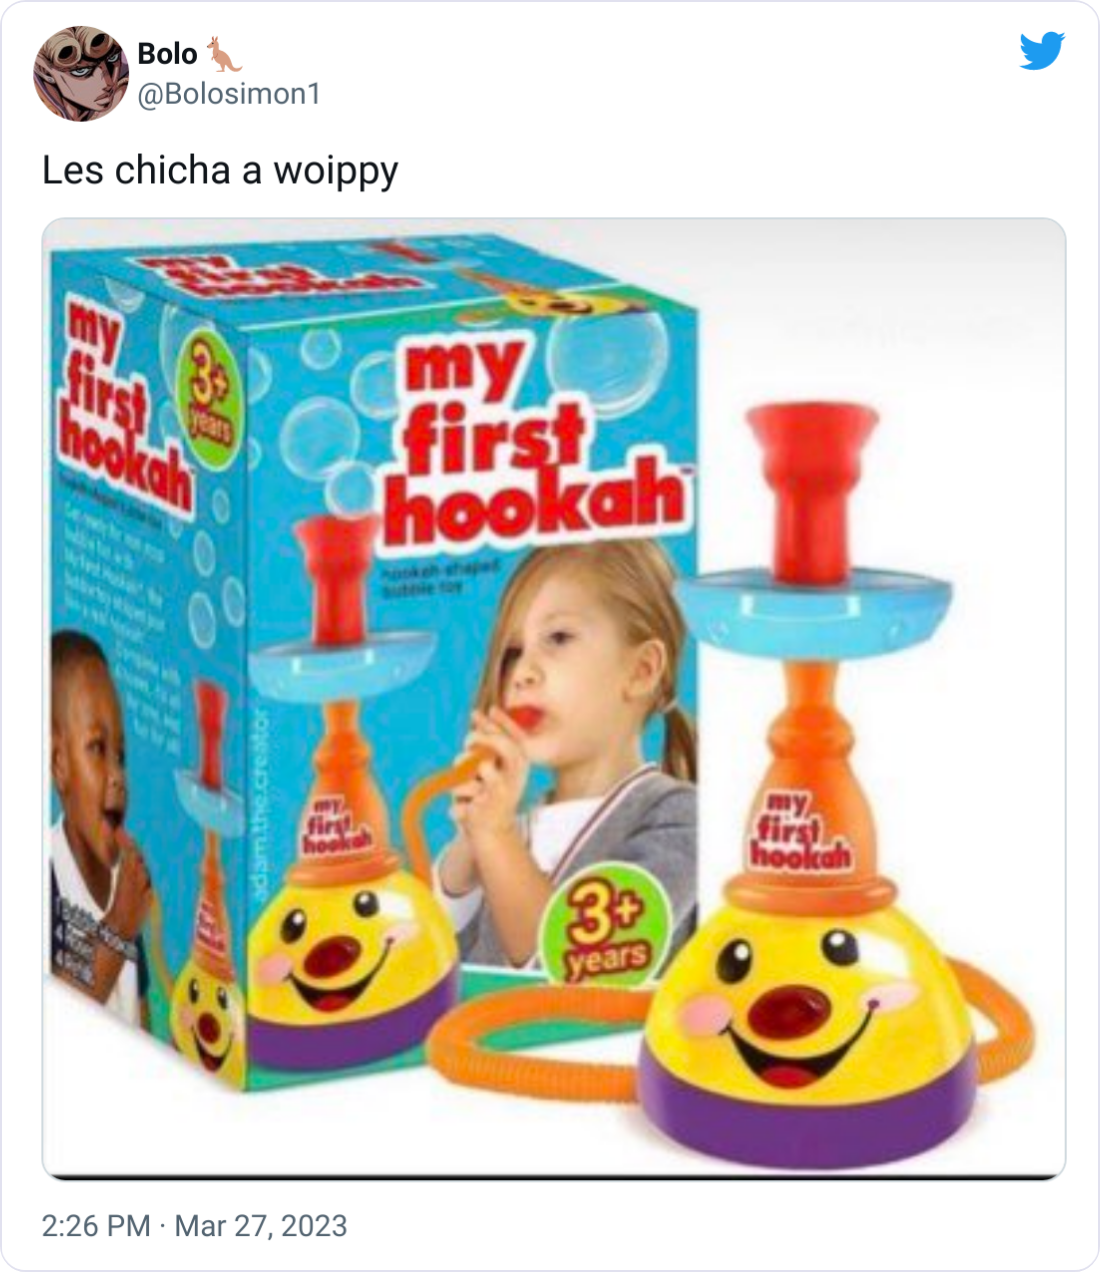 Bolo
@Bolosimon1
Les chicha a woippy
my
first
hookah
my
first
hookah
3+
years
my
first
hookah™
hookah-shaped
bubble toy
adam.the.creator
my
first
hookah
3+
years
my
first
hookah
2:26 PM · Mar 27, 2023